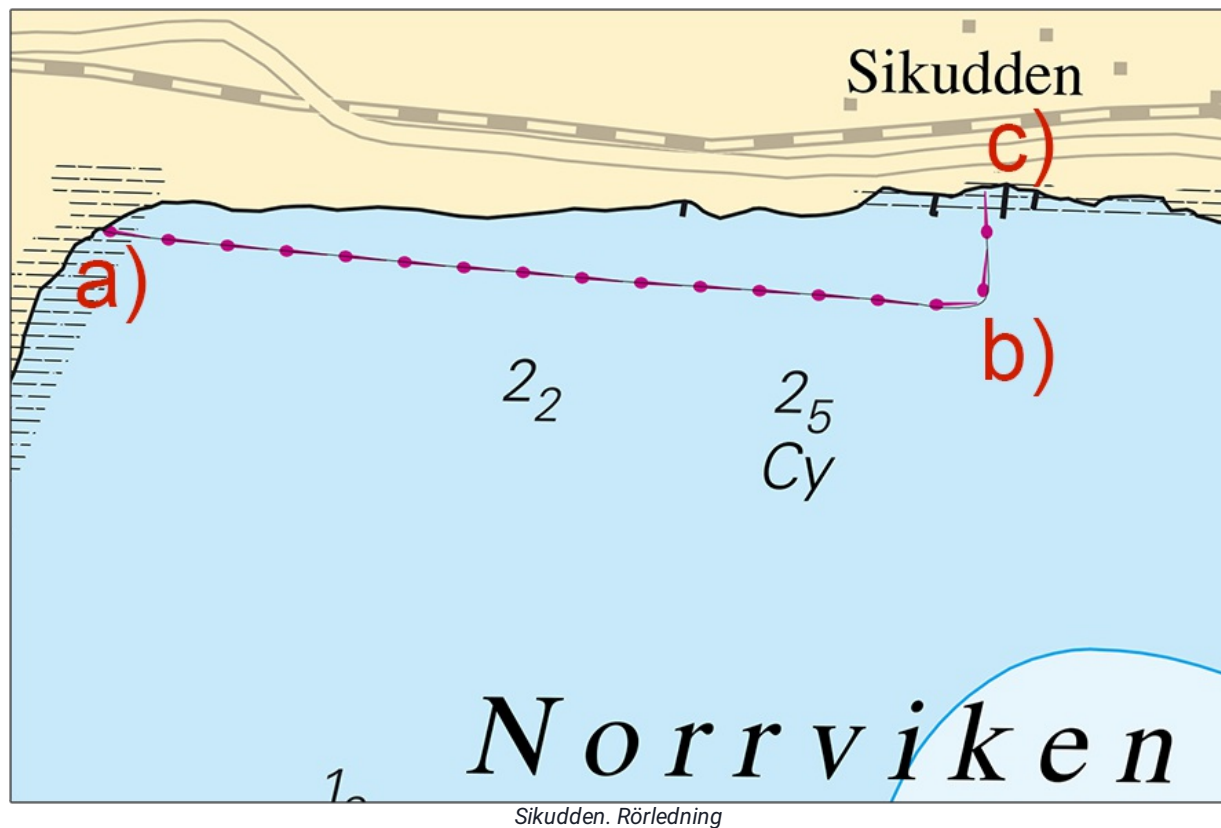 Sikudden
c)
a)
b)
2₂
2₅
Cy
Norrviken
Sikudden. Rörledning